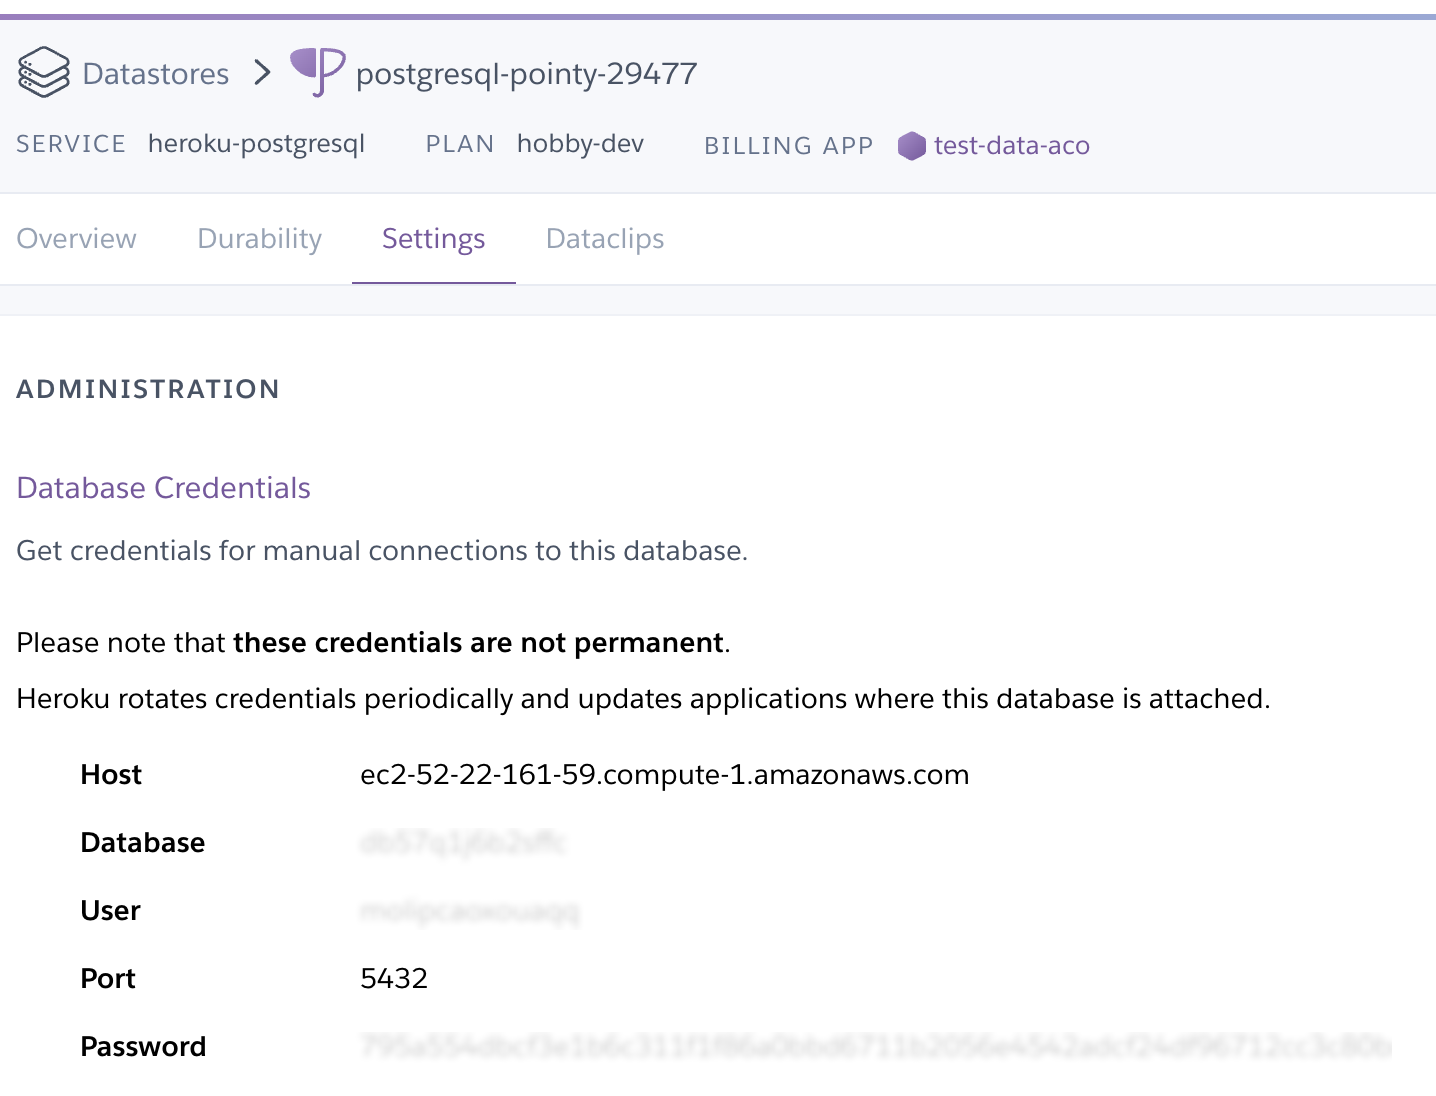 Datastores > postgresql-pointy-29477
SERVICE heroku-postgresql PLAN hobby-dev BILLING APP test-data-aco
Overview Durability Settings Dataclips
ADMINISTRATION
Database Credentials
Get credentials for manual connections to this database.
Please note that these credentials are not permanent.
Heroku rotates credentials periodically and updates applications where this database is attached.
Host ec2-52-22-161-59.compute-1.amazonaws.com
Database
User
Port 5432
Password